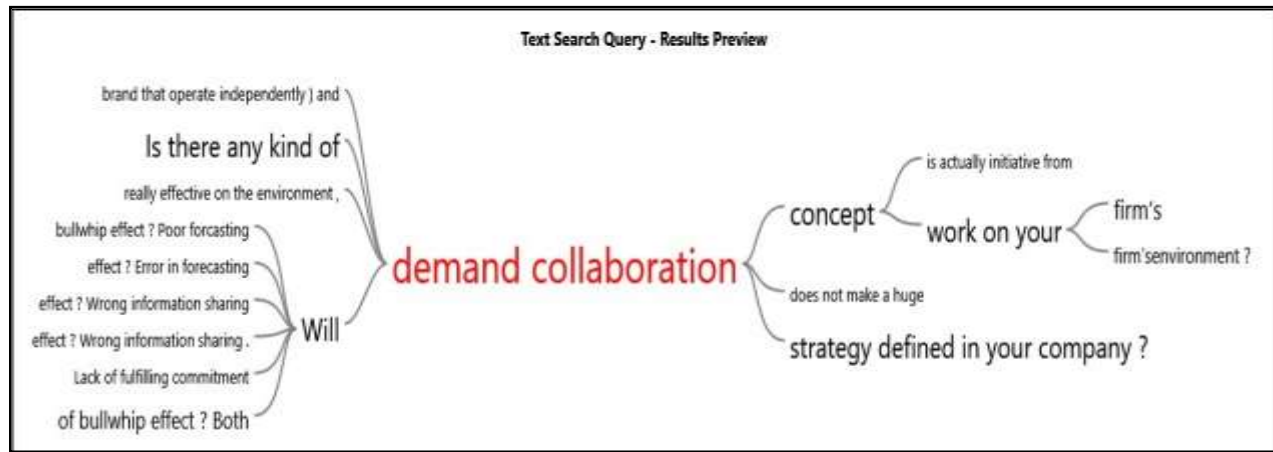 Text Search Query - Results Preview
brand that operate independently ) and
Is there any kind of
really effective on the environment ,
bullwhip effect ? Poor forcasting
effect ? Error in forecasting
effect ? Wrong information sharing
effect ? Wrong information sharing .
Lack of fulfilling commitment
of bullwhip effect ? Both
Will
demand collaboration
concept
is actually initiative from
work on your
firm's
firm'senvironment ?
does not make a huge
strategy defined in your company ?